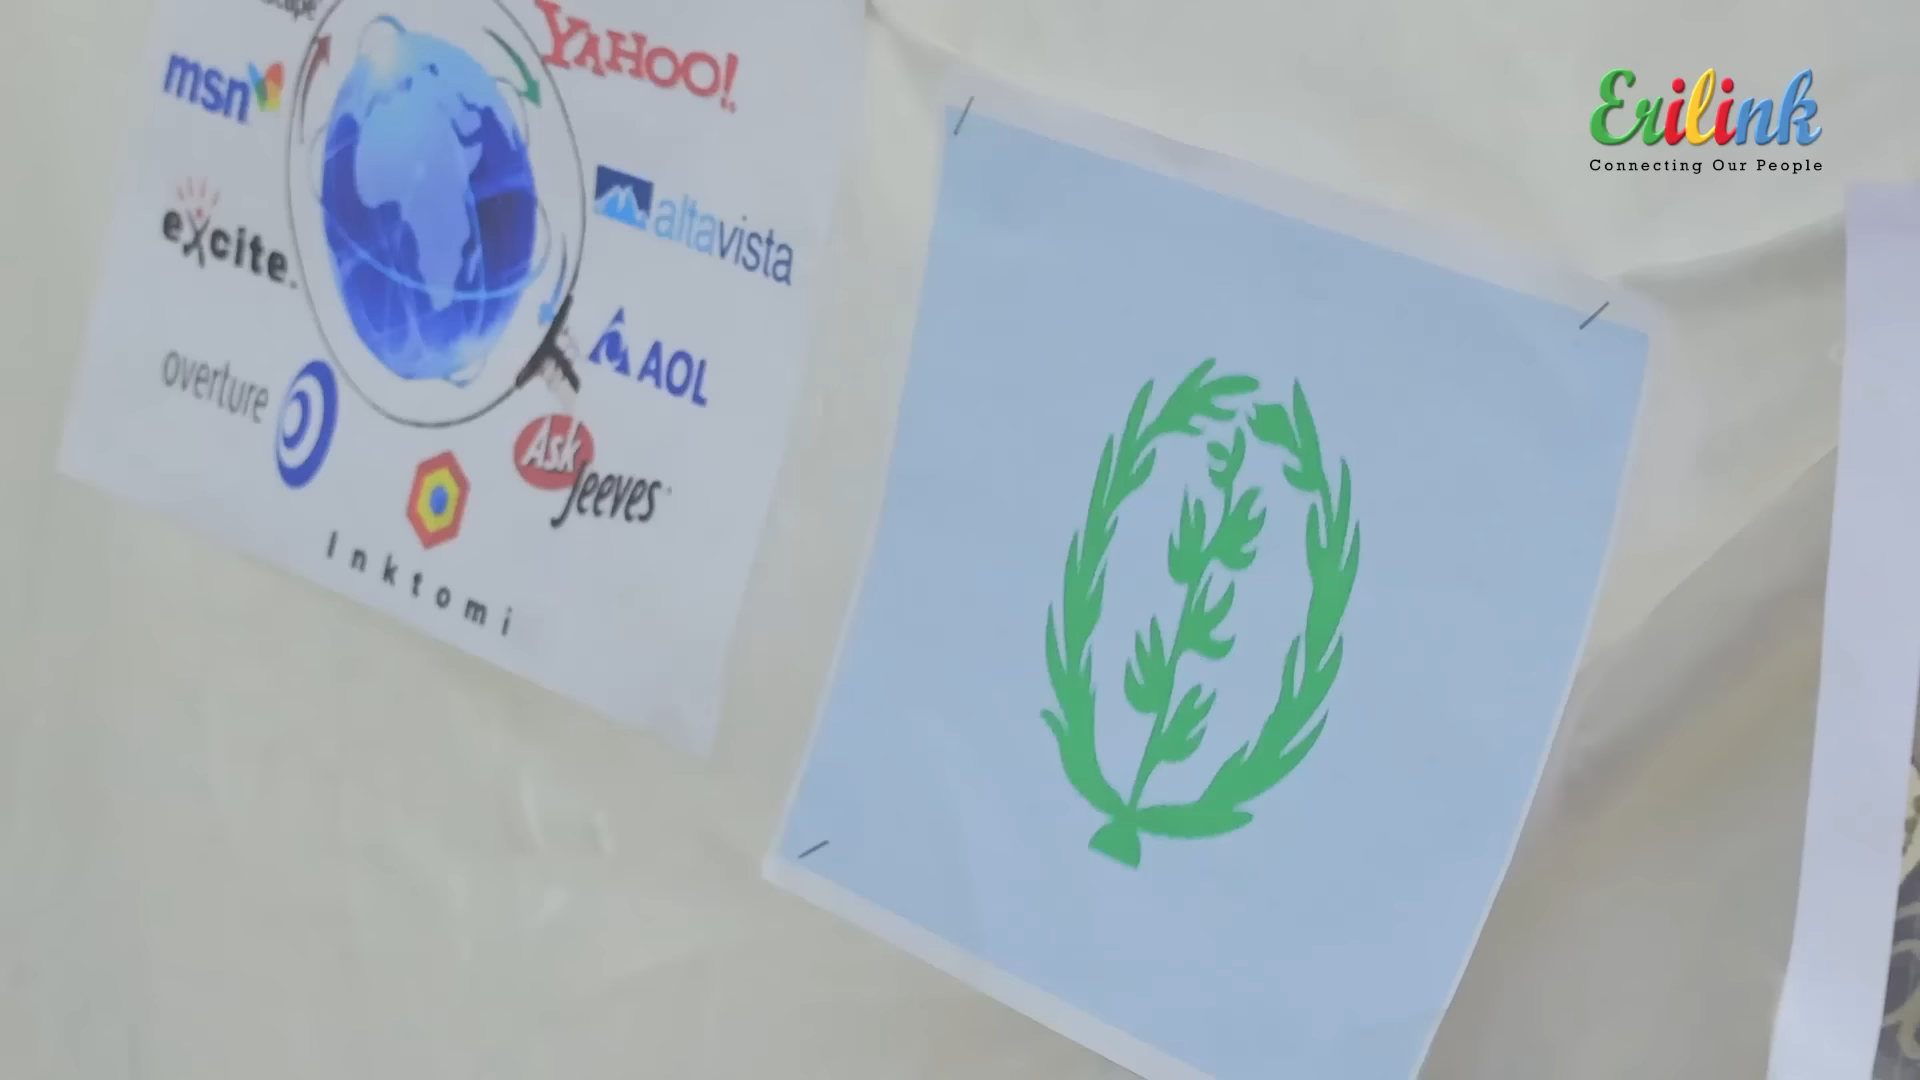 YAHOO!
msn
altavista
excite.
AOL
overture
Ask
Jeeves
Inktomi
Erilink
Connecting Our People